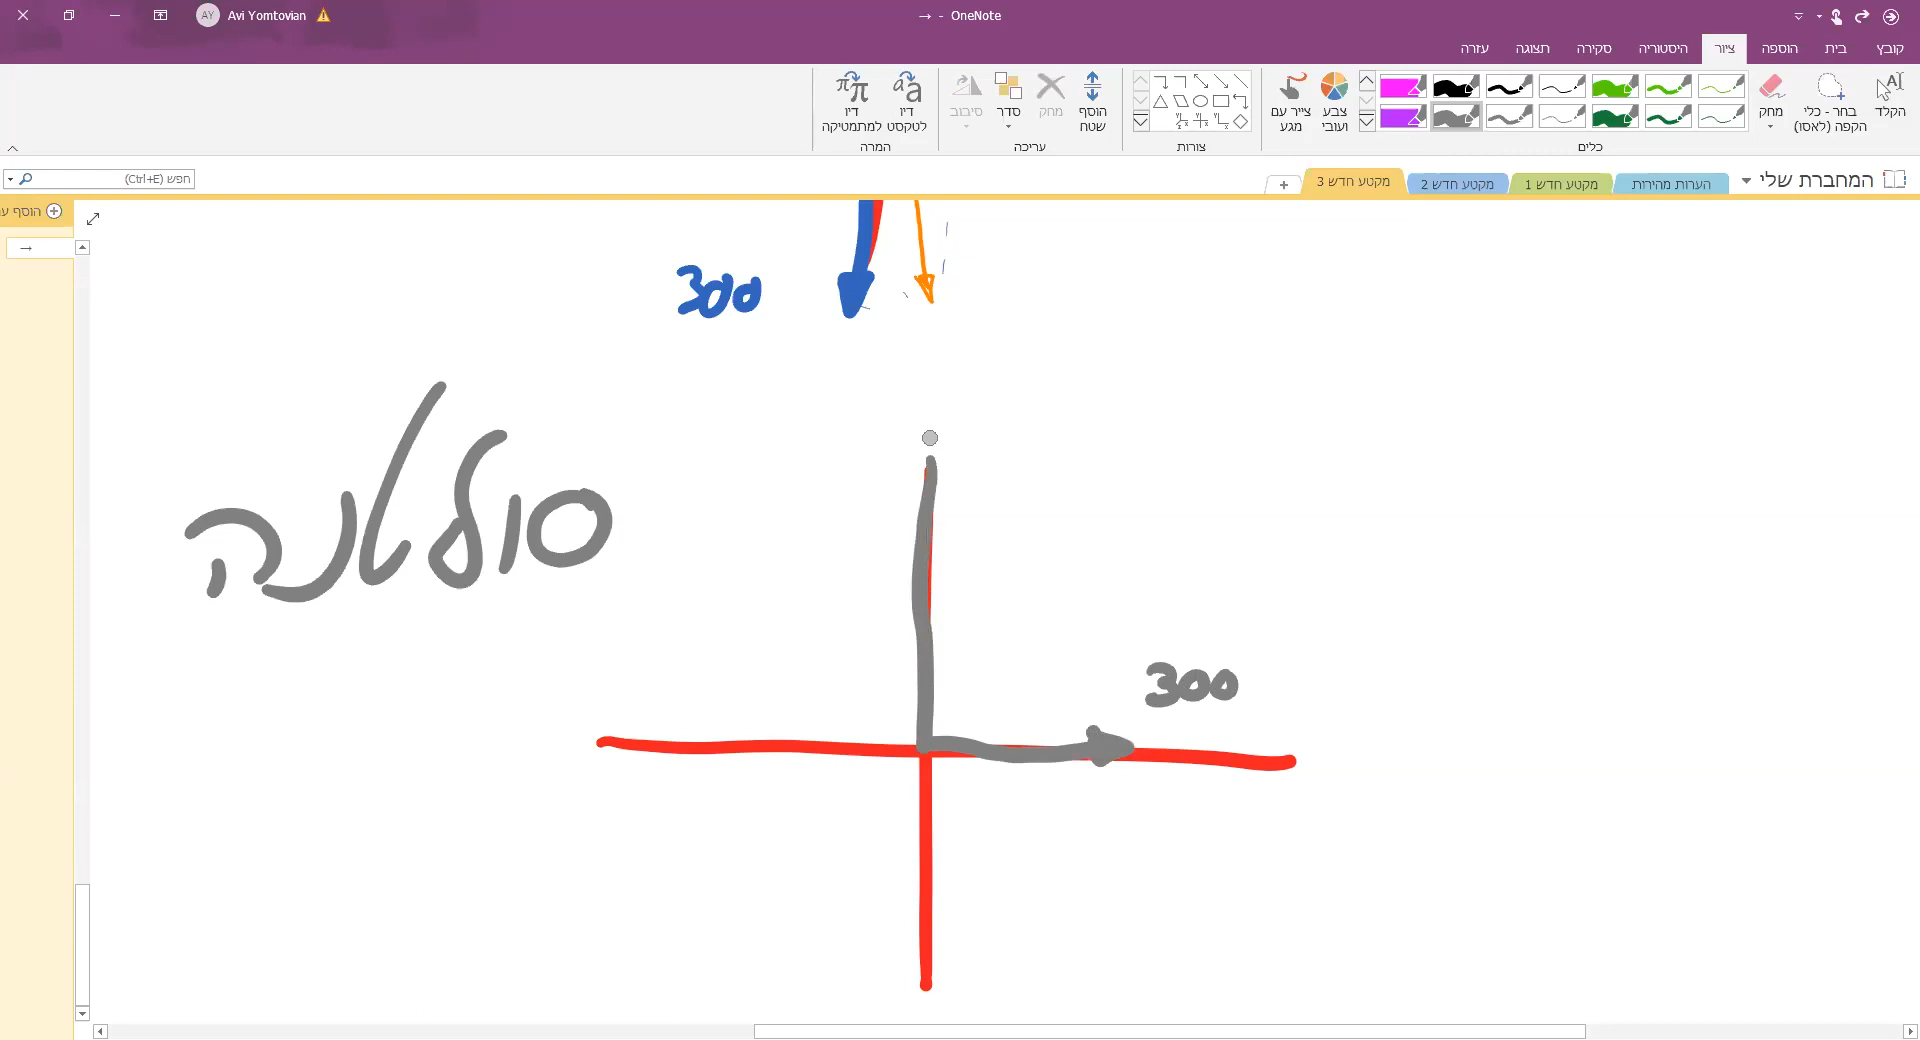 Avi Yomtovian
→ - OneNote
קובץ בית הוספה ציור היסטוריה סקירה תצוגה עזרה
הקלד
בחר - כלי הקפה (לאסו)
מחק
כלים
צבע ועובי
צייר עם מגע
צורות
הוסף שטח
מחק
סדר
סיבוב
עריכה
דיו לטקסט
דיו למתמטיקה
המרה
המחברת שלי
הערות מהירות
מקטע חדש 1
מקטע חדש 2
מקטע חדש 3
+
חפש (Ctrl+E)
→
300
סולטנה
300